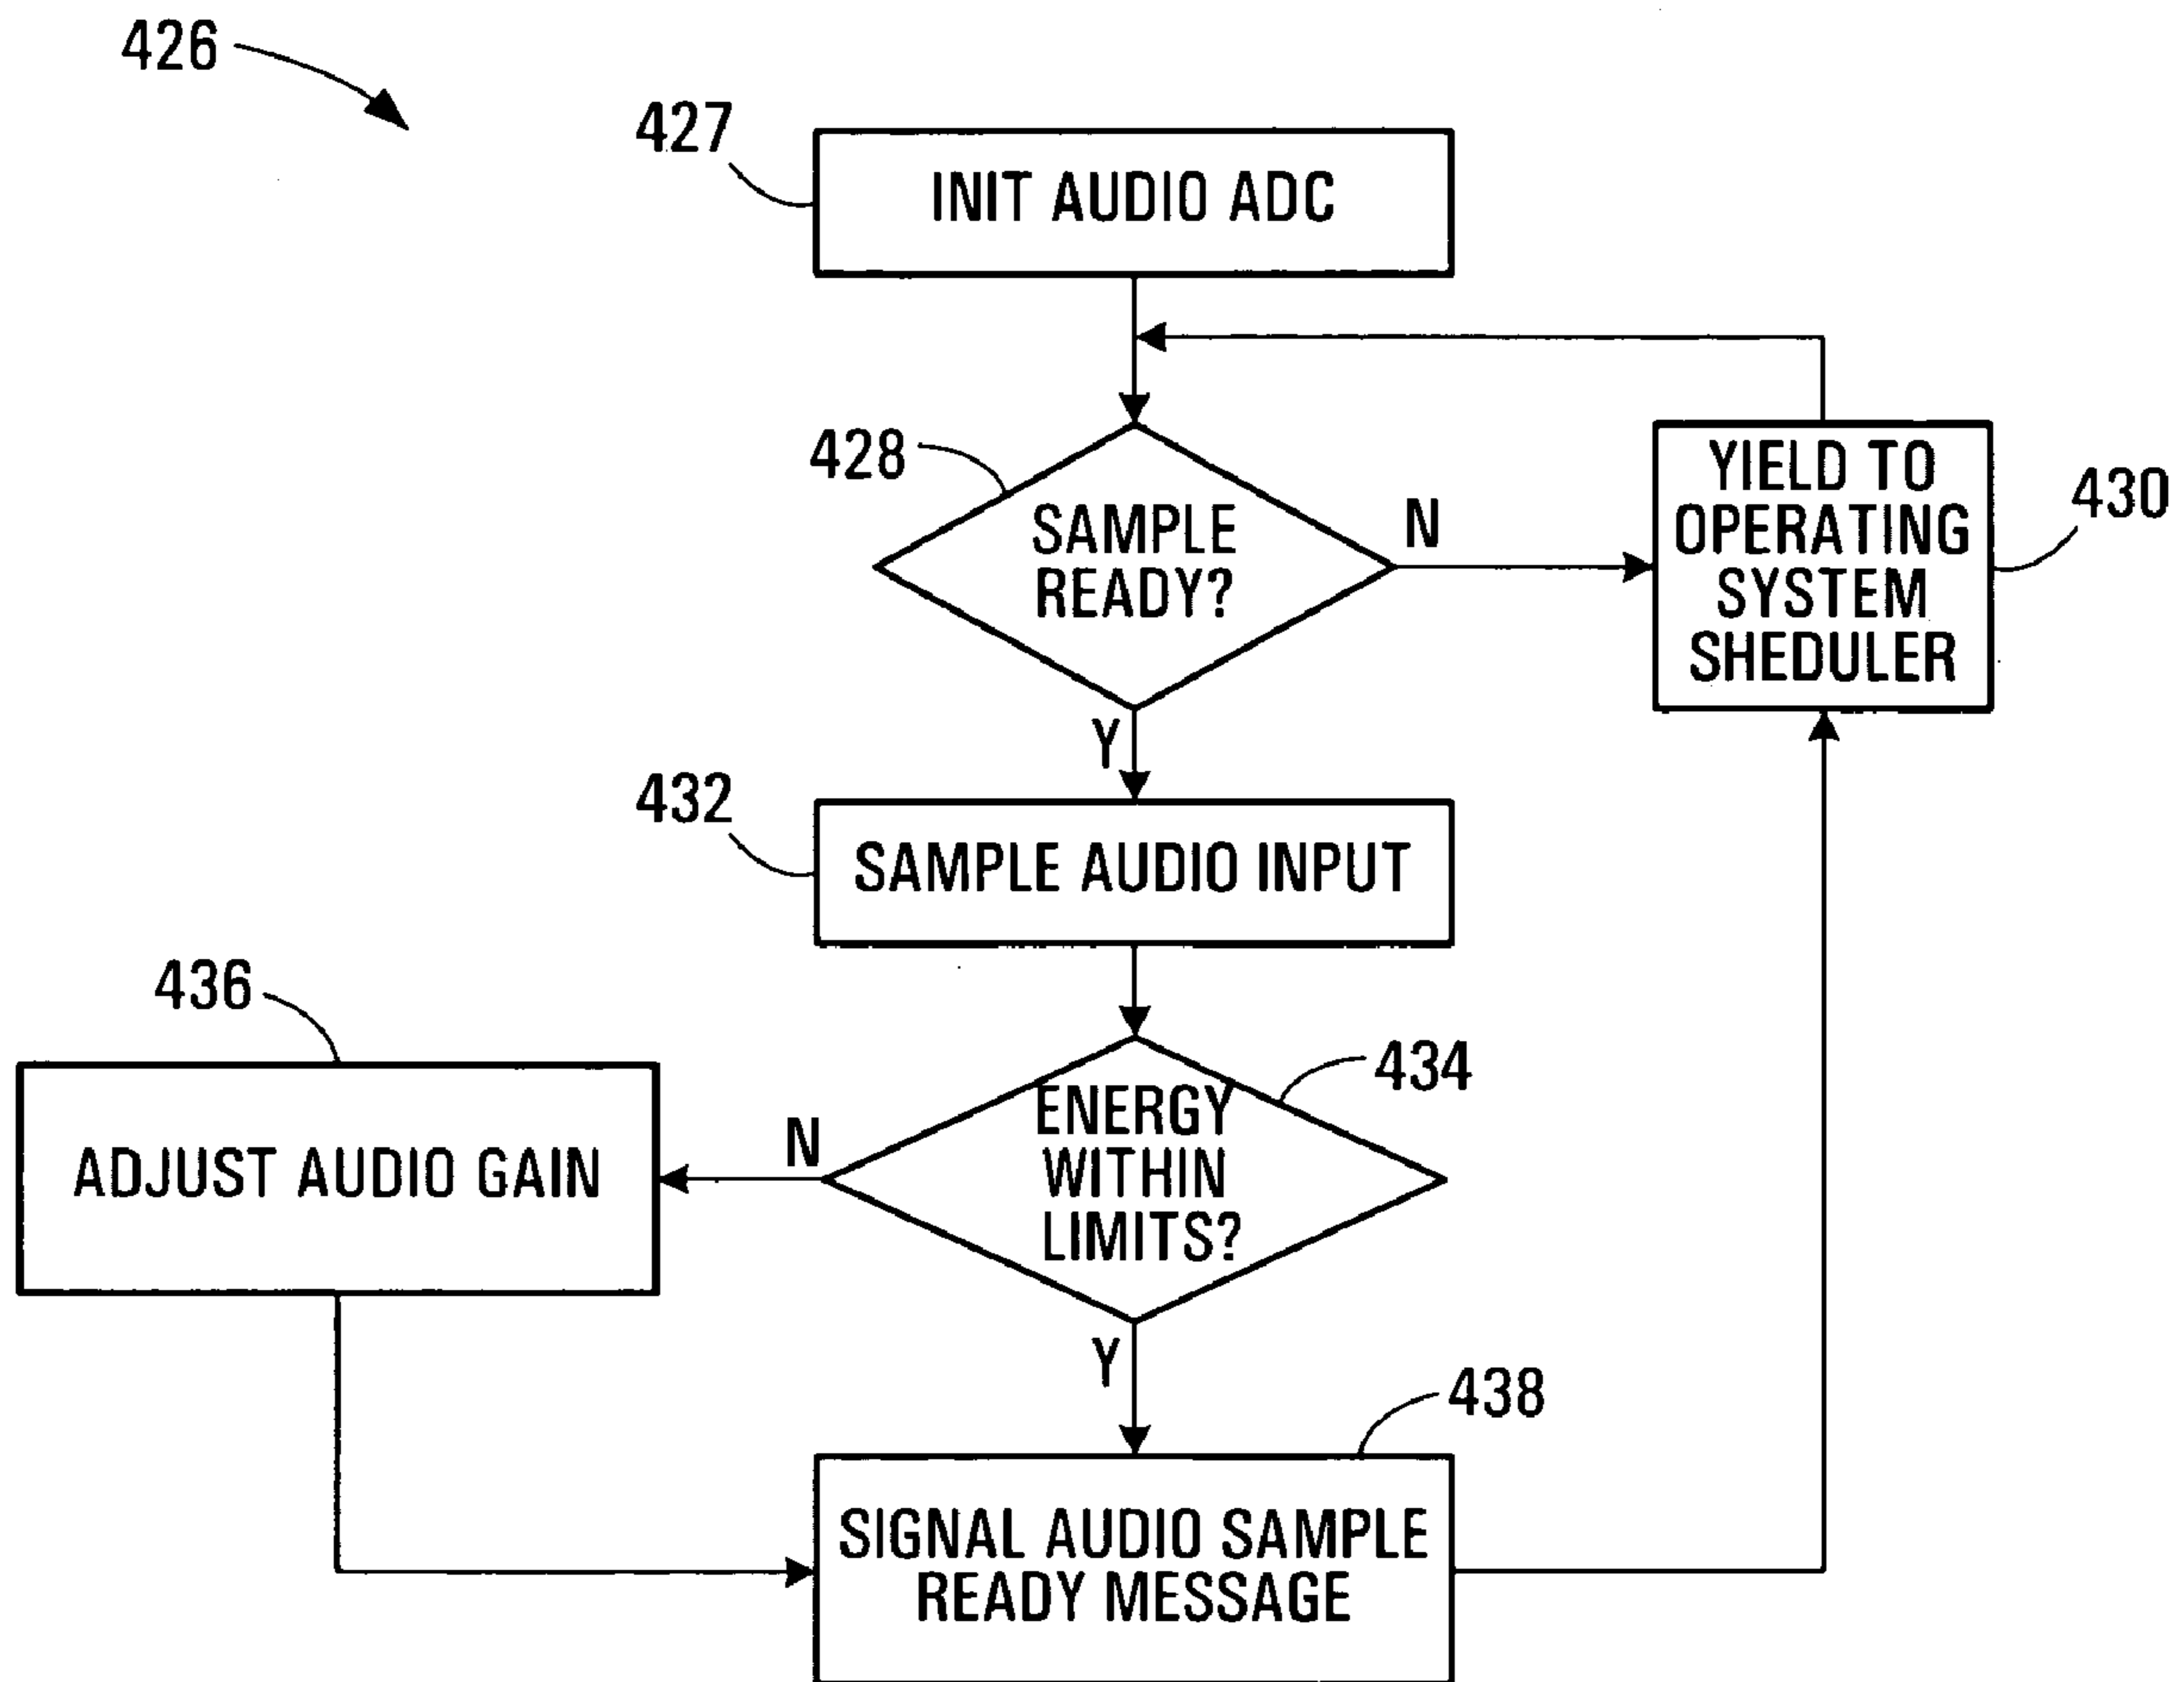 426
427
INIT AUDIO ADC
428
SAMPLE
READY?
N
YIELD TO
OPERATING
SYSTEM
SHEDULER
430
Y
432
SAMPLE AUDIO INPUT
436
ADJUST AUDIO GAIN
N
ENERGY
WITHIN
LIMITS?
434
Y
438
SIGNAL AUDIO SAMPLE
READY MESSAGE